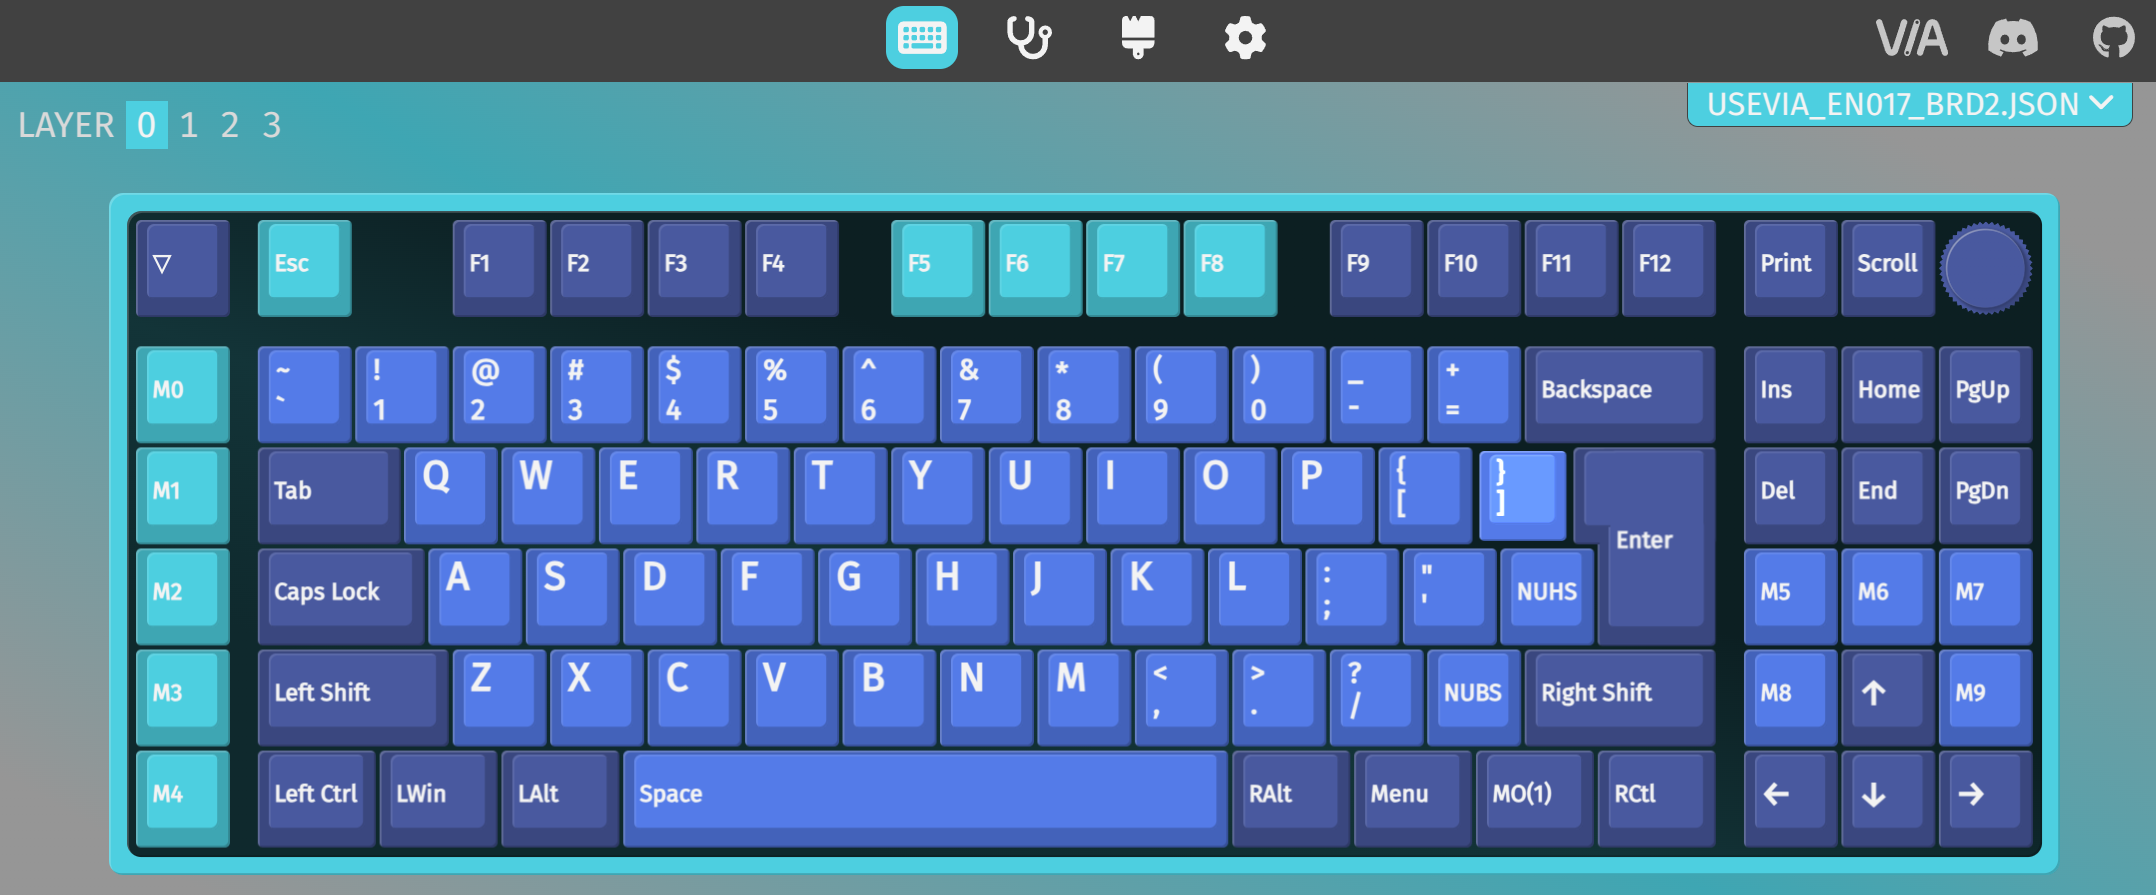 VIA
LAYER 0 1 2 3
USEVIA_EN017_BRD2.JSON
▽ Esc F1 F2 F3 F4 F5 F6 F7 F8 F9 F10 F11 F12 Print Scroll
~ ! @ # $ % ^ & * ( ) _ +
M0 ` 1 2 3 4 5 6 7 8 9 0 - = Backspace Ins Home PgUp
{ }
M1 Tab Q W E R T Y U I O P [ ] Del End PgDn
Enter
: "
M2 Caps Lock A S D F G H J K L ; ' NUHS M5 M6 M7
< > ?
M3 Left Shift Z X C V B N M , . / NUBS Right Shift M8 ↑ M9
M4 Left Ctrl LWin LAlt Space RAlt Menu MO(1) RCtl ← ↓ →